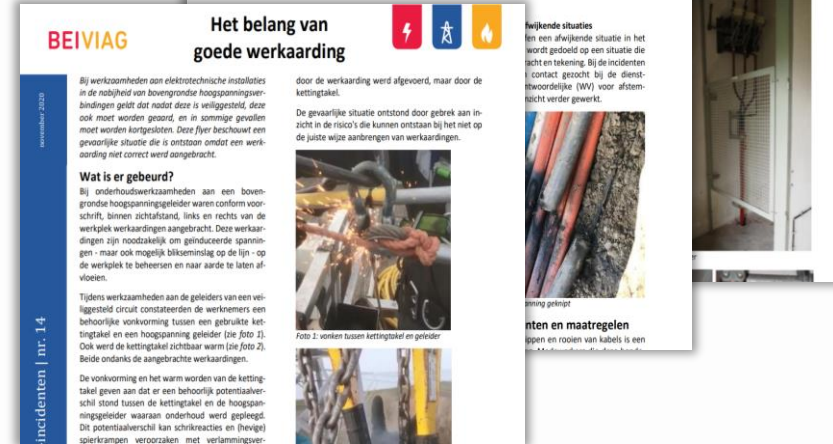 BEIVIAG
Het belang van
goede werkaarding
november 2020
incidenten | nr. 14
Bij werkzaamheden aan elektrotechnische installaties
in de nabijheid van bovengrondse hoogspanningsver-
bindingen geldt dat nadat deze is veiliggesteld, deze
ook moet worden geaard, en in sommige gevallen
moet worden kortgesloten. Deze flyer beschouwt een
gevaarlijke situatie die is ontstaan omdat een werk-
aarding niet correct werd aangebracht.
Wat is er gebeurd?
Bij onderhoudswerkzaamheden aan een boven-
grondse hoogspanningsgeleider waren conform voor-
schrift, binnen zichtafstand, links en rechts van de
werkplek werkaardingen aangebracht. Deze werkaar-
dingen zijn noodzakelijk om geïnduceerde spannin-
gen - maar ook mogelijk blikseminslag op de lijn - op
de werkplek te beheersen en naar aarde te laten af-
vloeien.
Tijdens werkzaamheden aan de geleiders van een vei-
liggesteld circuit constateerden de werknemers een
behoorlijke vonkvorming tussen een gebruikte ket-
tingtakel en een hoogspanning geleider (zie foto 1).
Ook werd de kettingtakel zichtbaar warm (zie foto 2).
Beide ondanks de aangebrachte werkaardingen.
De vonkvorming en het warm worden van de ketting-
takel geven aan dat er een behoorlijk potentiaalver-
schil stond tussen de kettingtakel en de hoogspan-
ningsgeleider waaraan onderhoud werd gepleegd.
Dit potentiaalverschil kan schrikreacties en (hevige)
spierkrampen veroorzaken met verlammingsver-
door de werkaarding werd afgevoerd, maar door de
kettingtakel.
De gevaarlijke situatie ontstond door gebrek aan in-
zicht in de risico's die kunnen ontstaan bij het niet op
de juiste wijze aanbrengen van werkaardingen.
Foto 1: vonken tussen kettingtakel en geleider
fwijkende situaties
fen een afwijkende situatie in het
wordt gedoeld op een situatie die
racht en tekening. Bij de incidenten
contact gezocht bij de dienst-
ntwoordelijke (WV) voor afstem-
nzicht verder gewerkt.
anning geknipt
nten en maatregelen
ippen en rooien van kabels is een